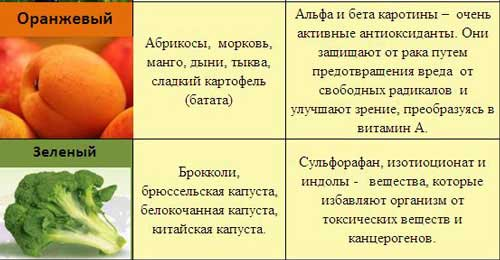 Оранжевый
Абрикосы, морковь,
манго, дыни, тыква,
сладкий картофель
(батата)
Альфа и бета каротины – очень
активные антиоксиданты. Они
защищают от рака путем
предотвращения вреда от
свободных радикалов и
улучшают зрение, преобразуясь в
витамин А.
Зеленый
Брокколи,
брюссельская капуста,
белокочанная капуста,
китайская капуста.
Сульфорафан, изотиоционат и
индолы - вещества, которые
избавляют организм от
токсических веществ и
канцерогенов.